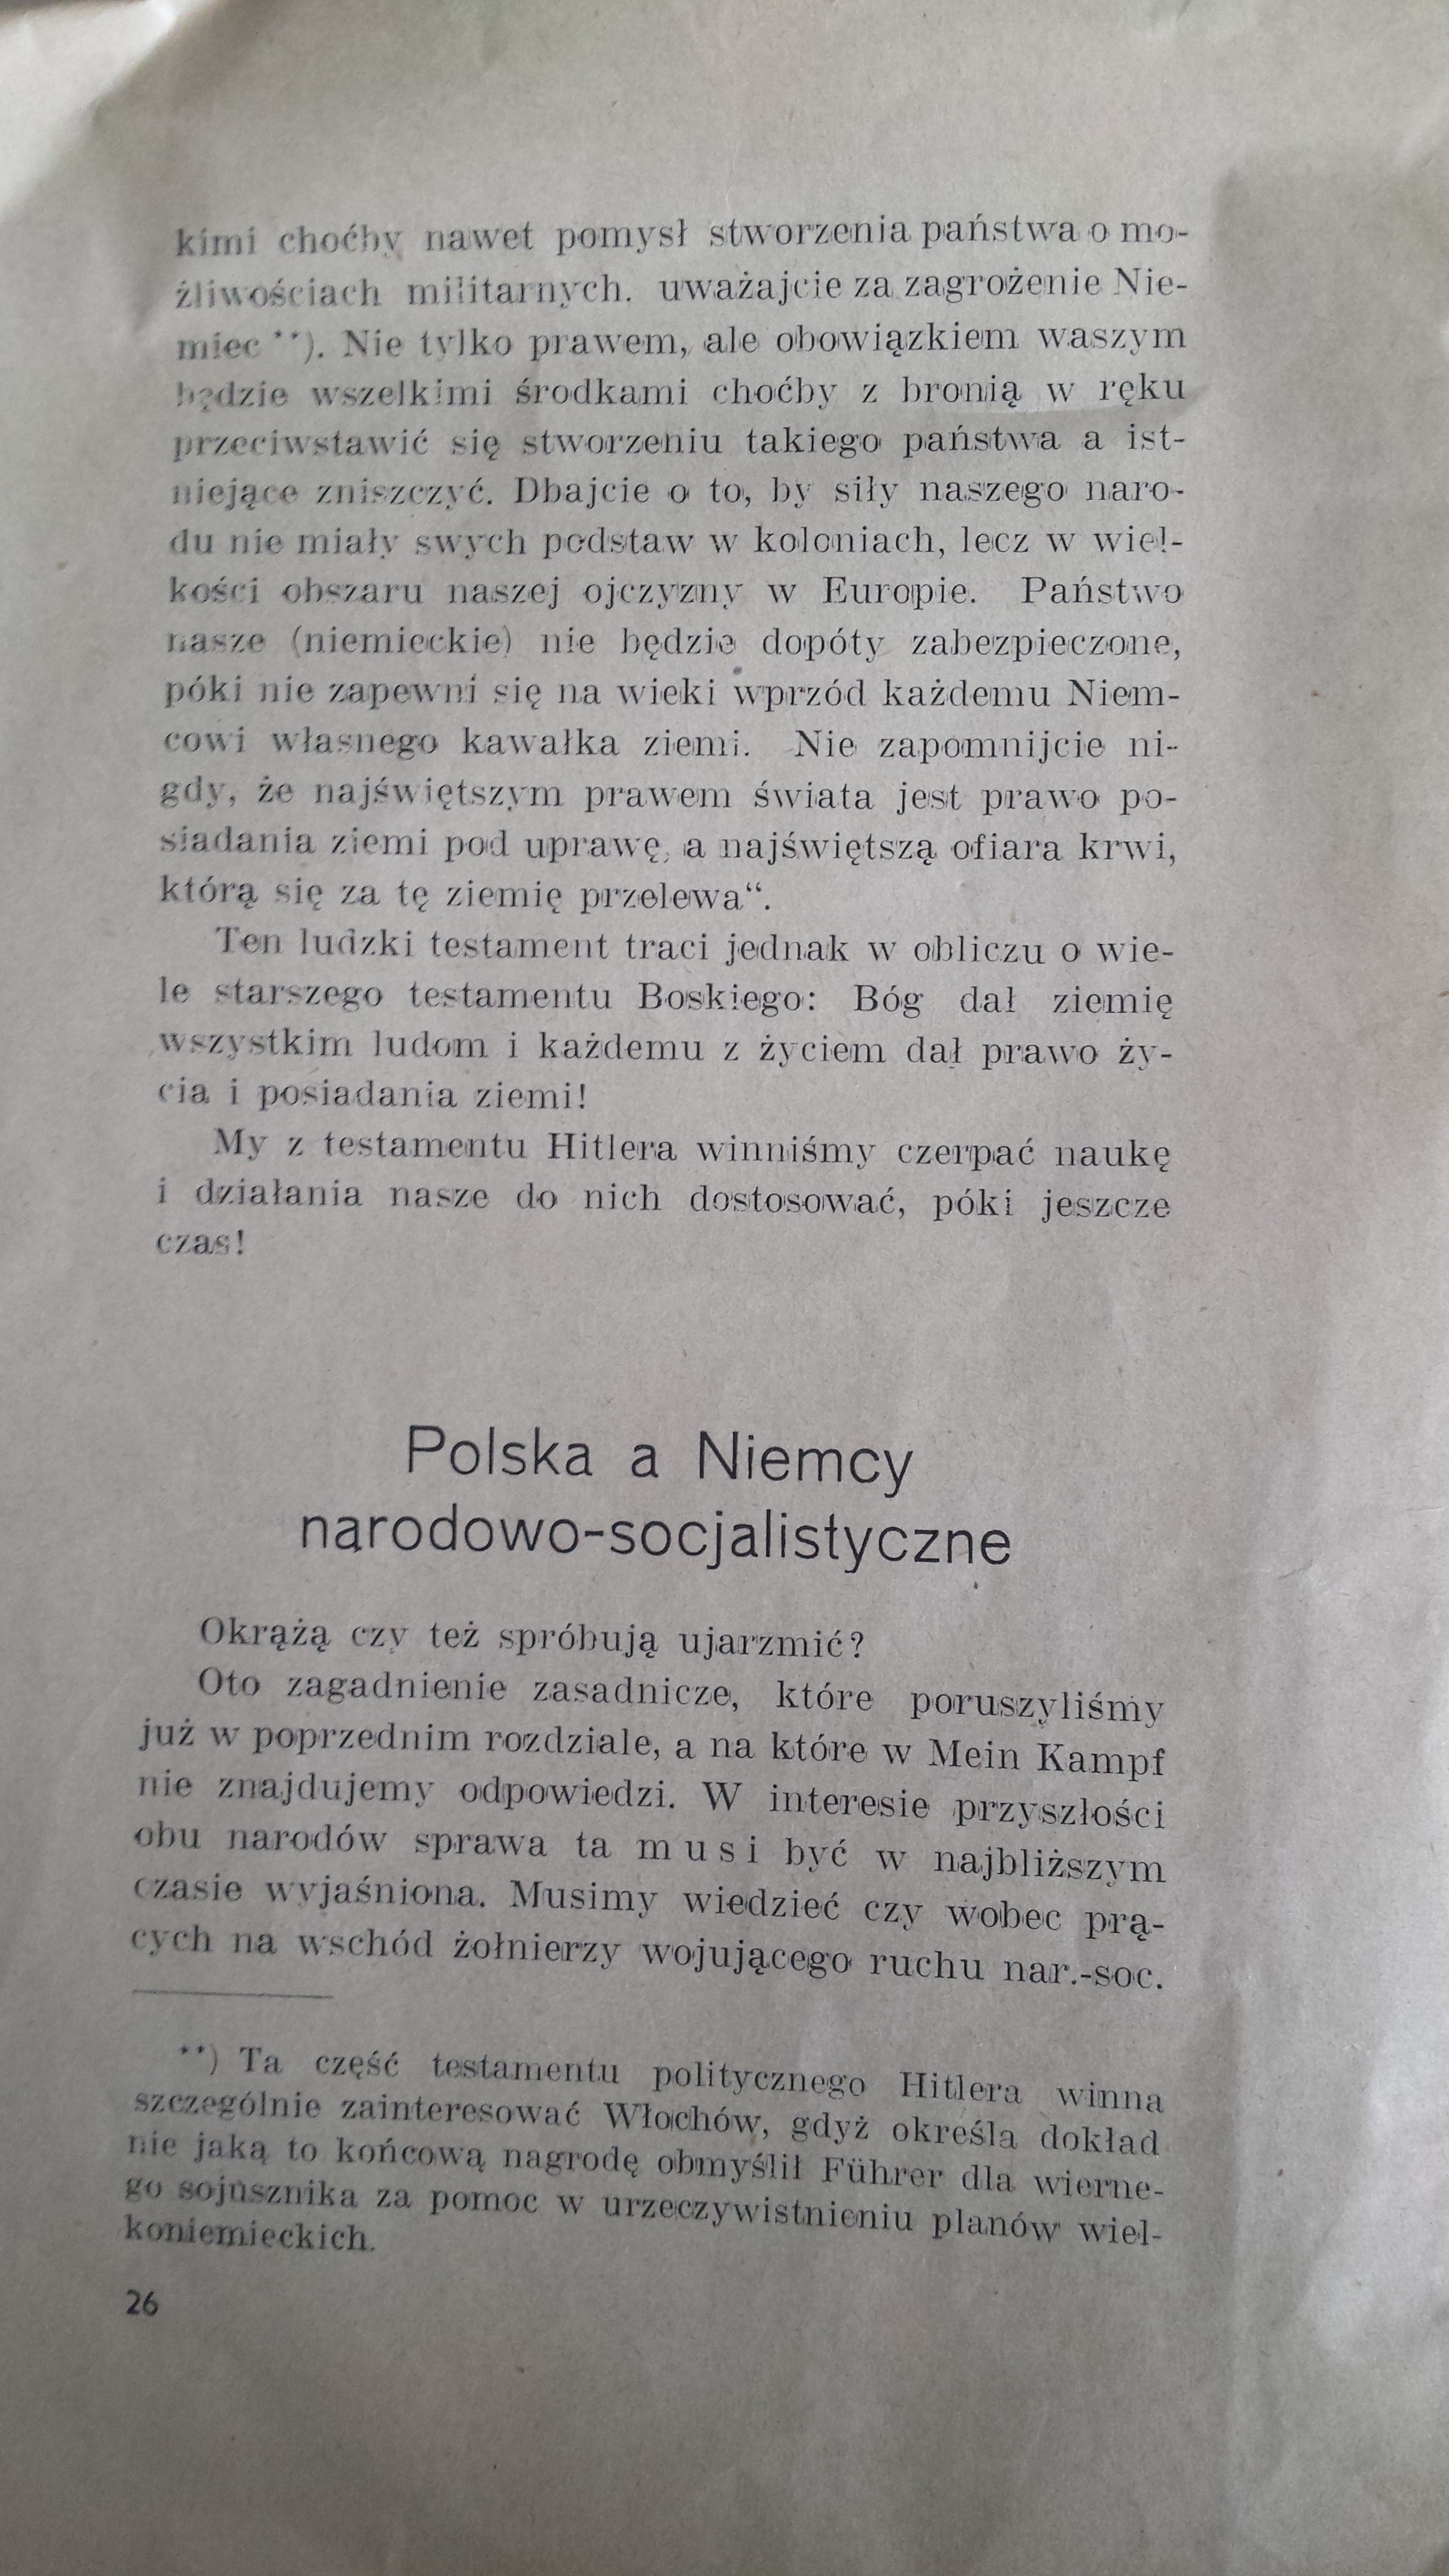 kimi choćby nawet pomysł stworzenia państwa o mo-
żliwościach militarnych, uważajcie za zagrożenie Nie-
miec **). Nie tylko prawem, ale obowiązkiem waszym
będzie wszelkimi środkami choćby z bronią w ręku
przeciwstawić się stworzeniu takiego państwa a ist-
niejące zniszczyć. Dbajcie o to, by siły naszego naro-
du nie miały swych podstaw w koloniach, lecz w wiel-
kości obszaru naszej ojczyzny w Europie. Państwo
nasze (niemieckie) nie będzie dopóty zabezpieczone,
póki nie zapewni się na wieki wprzód każdemu Niem-
cowi własnego kawałka ziemi. Nie zapomnijcie ni-
gdy, że najświętszym prawem świata jest prawo po-
siadania ziemi pod uprawę, a najświętszą ofiara krwi,
którą się za tę ziemię przelewa“.
Ten ludzki testament traci jednak w obliczu o wie-
le starszego testamentu Boskiego: Bóg dał ziemię
wszystkim ludom i każdemu z życiem dał prawo ży-
cia i posiadania ziemi!
My z testamentu Hitlera winniśmy czerpać naukę
i działania nasze do nich dostosować, póki jeszcze
czas!
Polska a Niemcy
narodowo-socjalistyczne
Okrążą czy też spróbują ujarzmić?
Oto zagadnienie zasadnicze, które poruszyliśmy
już w poprzednim rozdziale, a na które w Mein Kampf
nie znajdujemy odpowiedzi. W interesie przyszłości
obu narodów sprawa ta m u s i być w najbliższym
czasie wyjaśniona. Musimy wiedzieć czy wobec prą-
cych na wschód żołnierzy wojującego ruchu nar.-soc.
**) Ta część testamentu politycznego Hitlera winna
szczególnie zainteresować Włochów, gdyż określa dokład
nie jaką to końcową nagrodę obmyślił Führer dla wierne-
go sojusznika za pomoc w urzeczywistnieniu planów wiel-
koniemieckich.
26